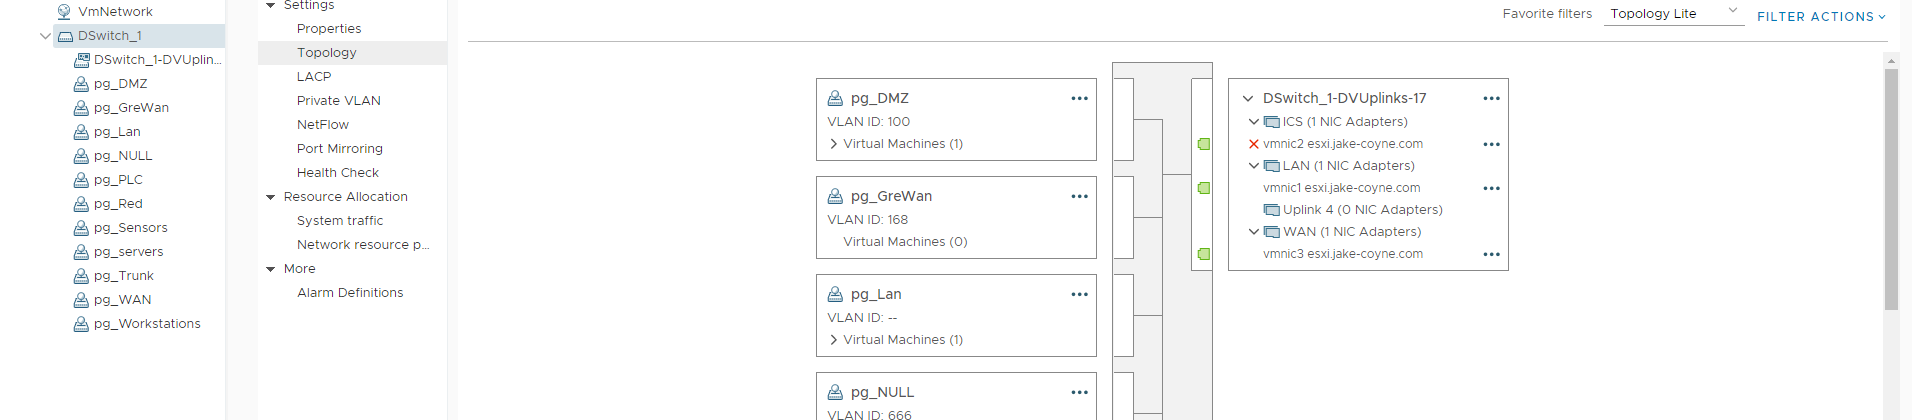 VmNetwork
DSwitch_1
DSwitch_1-DVUplin...
pg_DMZ
pg_GreWan
pg_Lan
pg_NULL
pg_PLC
pg_Red
pg_Sensors
pg_servers
pg_Trunk
pg_WAN
pg_Workstations
Settings
Properties
Topology
LACP
Private VLAN
NetFlow
Port Mirroring
Health Check
Resource Allocation
System traffic
Network resource p...
More
Alarm Definitions
Favorite filters Topology Lite FILTER ACTIONS
pg_DMZ
VLAN ID: 100
Virtual Machines (1)
pg_GreWan
VLAN ID: 168
Virtual Machines (0)
pg_Lan
VLAN ID: --
Virtual Machines (1)
pg_NULL
VLAN ID: 666
DSwitch_1-DVUplinks-17
ICS (1 NIC Adapters)
vmnic2 esxi.jake-coyne.com
LAN (1 NIC Adapters)
vmnic1 esxi.jake-coyne.com
Uplink 4 (0 NIC Adapters)
WAN (1 NIC Adapters)
vmnic3 esxi.jake-coyne.com